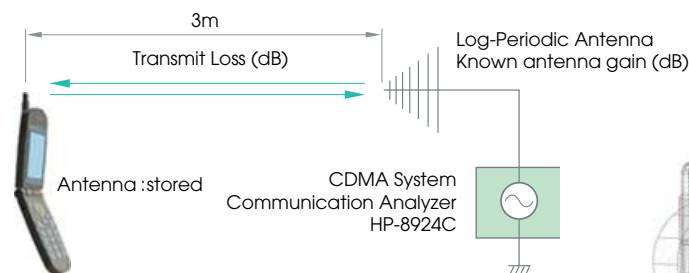 3m
Transmit Loss (dB)
Log-Periodic Antenna
Known antenna gain (dB)
Antenna :stored
CDMA System
Communication Analyzer
HP-8924C